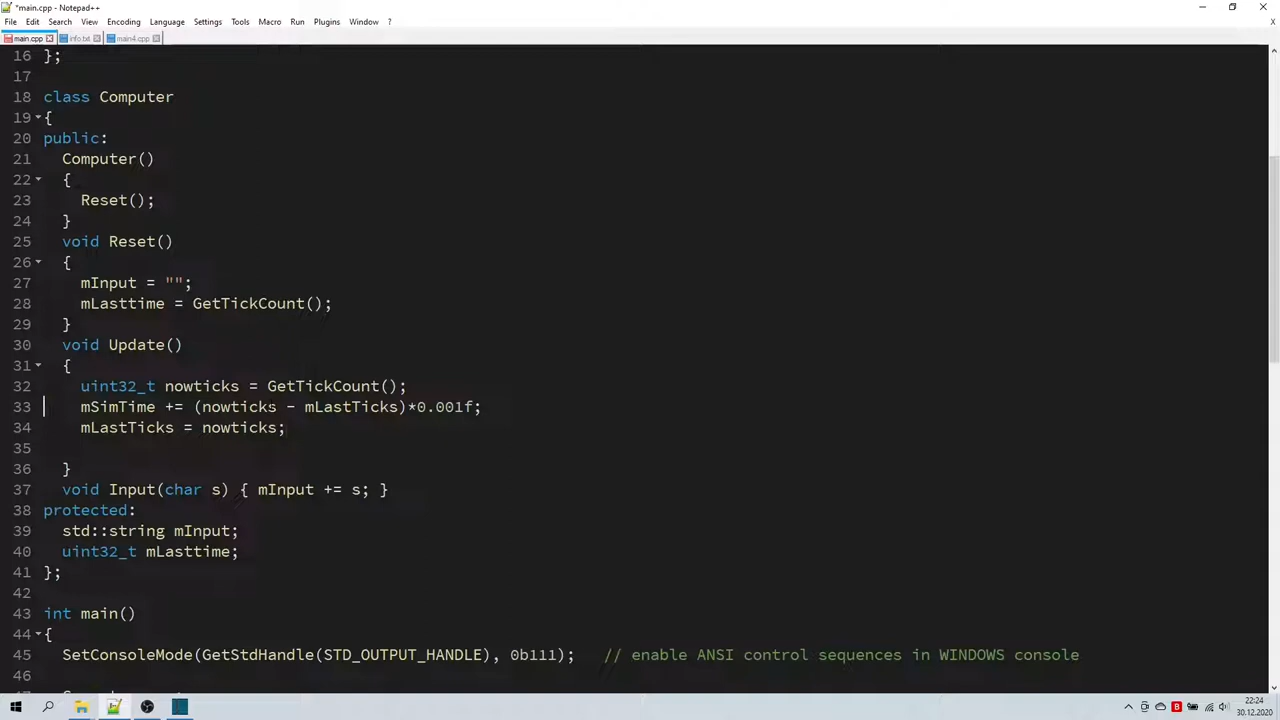 *main.cpp - Notepad++
File Edit Search View Encoding Language Settings Tools Macro Run Plugins Window ? X
main.cpp info.txt main4.cpp
16 };
17
18 class Computer
19 {
20 public:
21 Computer()
22 {
23 Reset();
24 }
25 void Reset()
26 {
27 mInput = "";
28 mLasttime = GetTickCount();
29 }
30 void Update()
31 {
32 uint32_t nowticks = GetTickCount();
33 mSimTime += (nowticks - mLastTicks)*0.001f;
34 mLastTicks = nowticks;
35
36 }
37 void Input(char s) { mInput += s; }
38 protected:
39 std::string mInput;
40 uint32_t mLasttime;
41 };
42
43 int main()
44 {
45 SetConsoleMode(GetStdHandle(STD_OUTPUT_HANDLE), 0b111); // enable ANSI control sequences in WINDOWS console
46
22:24
30.12.2020